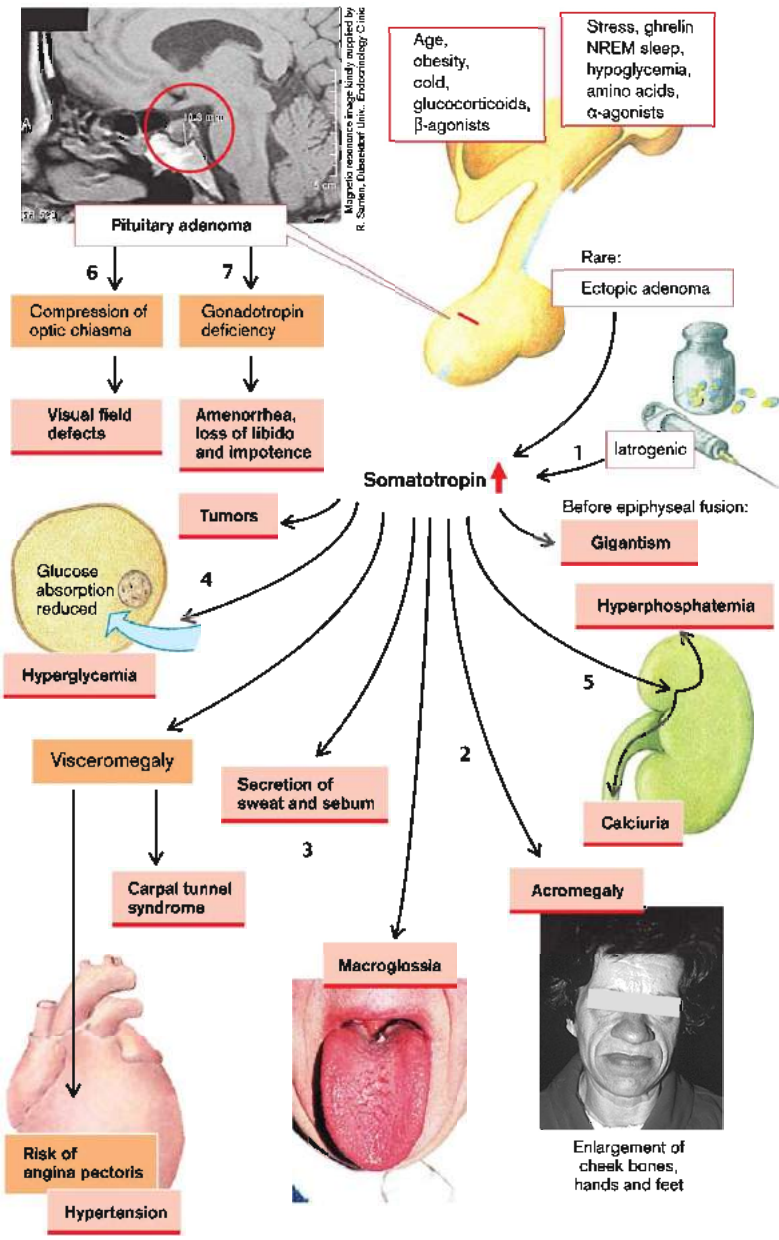 Magnetic resonance image kindly supplied by
R. Santen, Düsseldorf Univ., Endocrinology Clinic
A
5 cm
Age,
obesity,
cold,
glucocorticoids,
β-agonists
Stress, ghrelin
NREM sleep,
hypoglycemia,
amino acids,
α-agonists
Pituitary adenoma
6
7
Compression of
optic chiasma
Gonadotropin
deficiency
Rare:
Ectopic adenoma
Visual field
defects
Amenorrhea,
loss of libido
and impotence
1
Iatrogenic
Somatotropin
Tumors
Before epiphyseal fusion:
Gigantism
Glucose
absorption
reduced
4
Hyperglycemia
Hyperphosphatemia
5
Calciuria
Visceromegaly
Secretion of
sweat and sebum
3
2
Carpal tunnel
syndrome
Acromegaly
Macroglossia
Risk of
angina pectoris
Hypertension
Enlargement of
cheek bones,
hands and feet